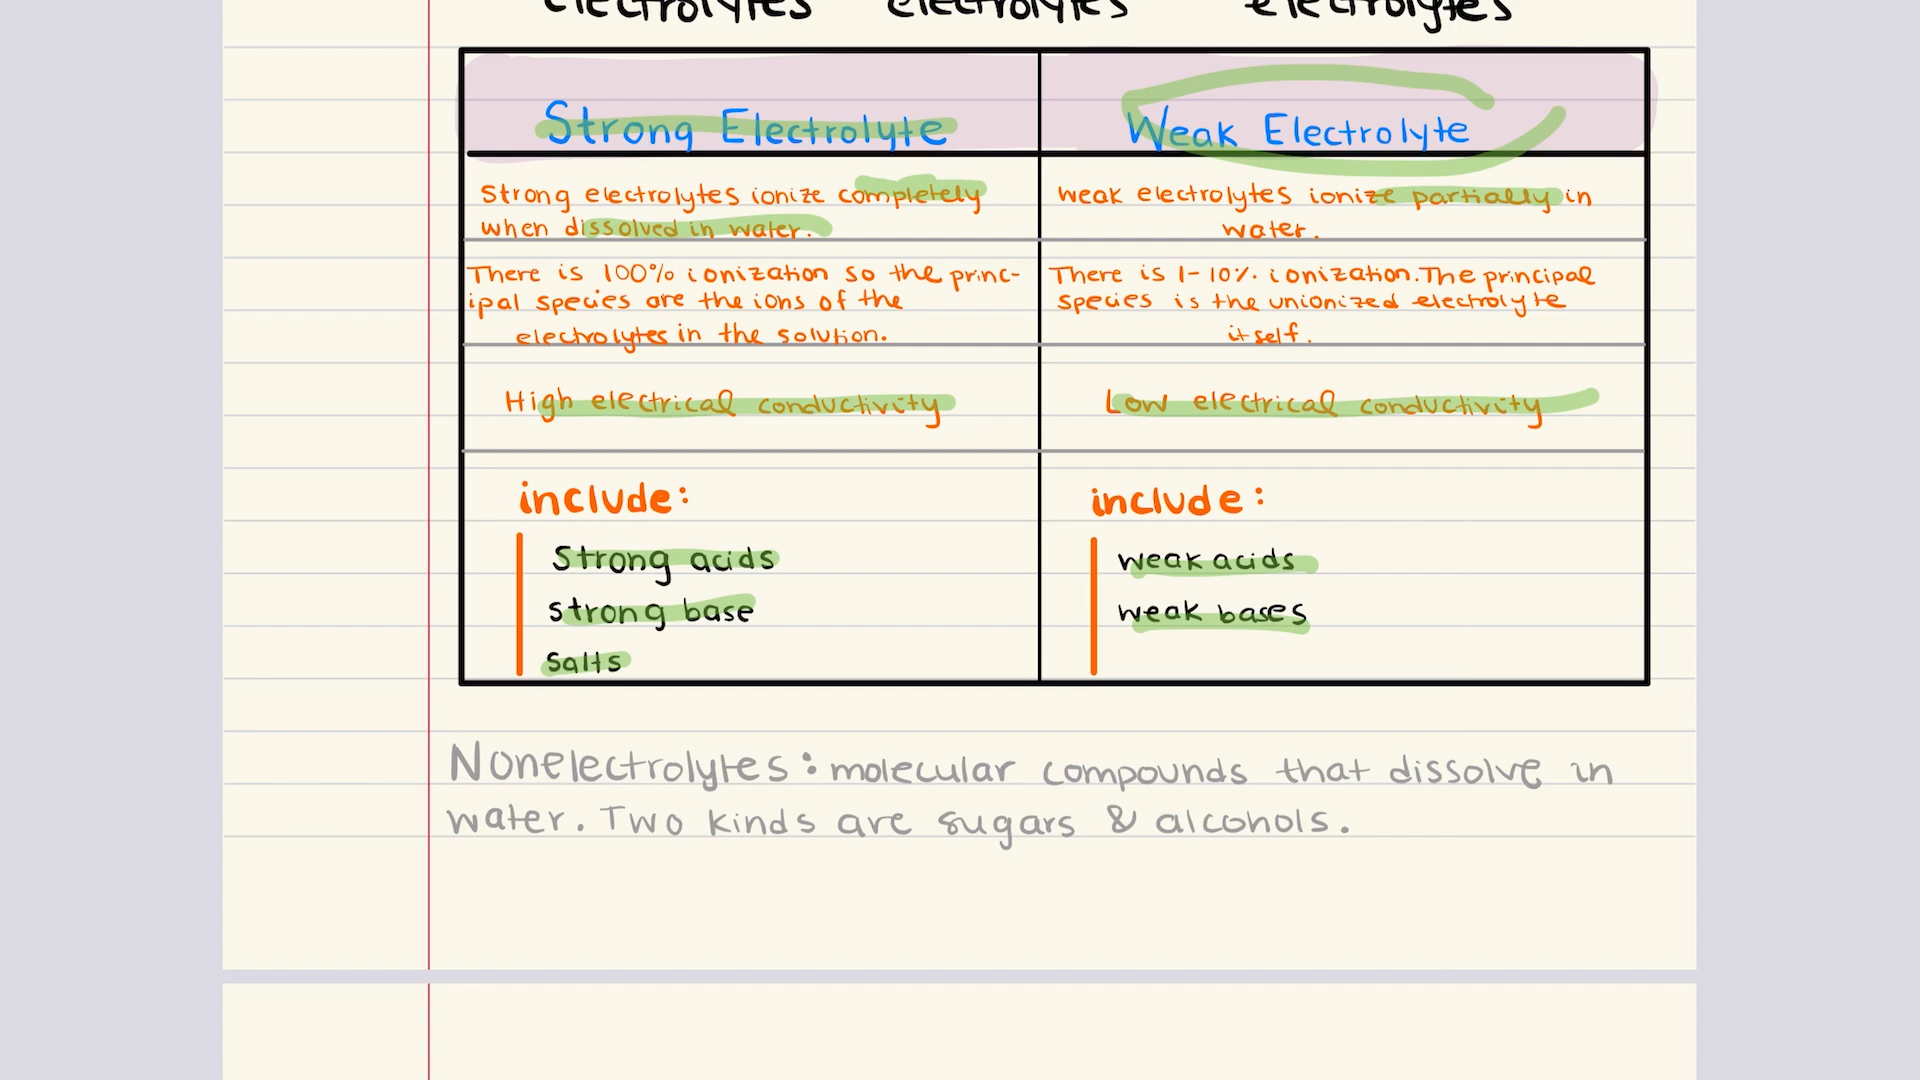 electrolytes electrolytes electrolytes
Strong Electrolyte
Weak Electrolyte
Strong electrolytes ionize completely
when dissolved in water.
weak electrolytes ionize partially in
water.
There is 100% ionization so the princ-
ipal species are the ions of the
electrolytes in the solution.
There is 1-10% ionization. The principal
species is the unionized electrolyte
itself.
High electrical conductivity
Low electrical conductivity
include:
Strong acids
strong base
salts
include:
weak acids
weak bases
Nonelectrolytes: molecular compounds that dissolve in
water. Two kinds are sugars & alcohols.